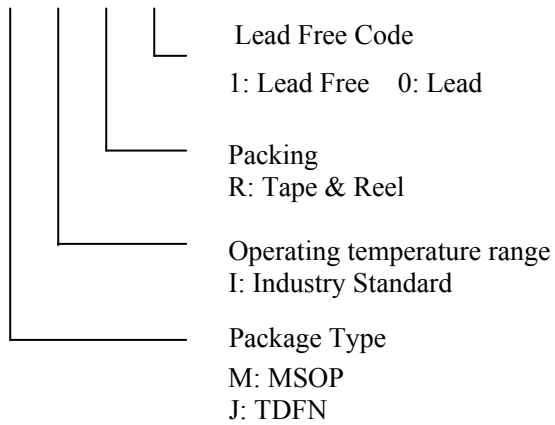 Lead Free Code
1: Lead Free 0: Lead
Packing
R: Tape & Reel
Operating temperature range
I: Industry Standard
Package Type
M: MSOP
J: TDFN